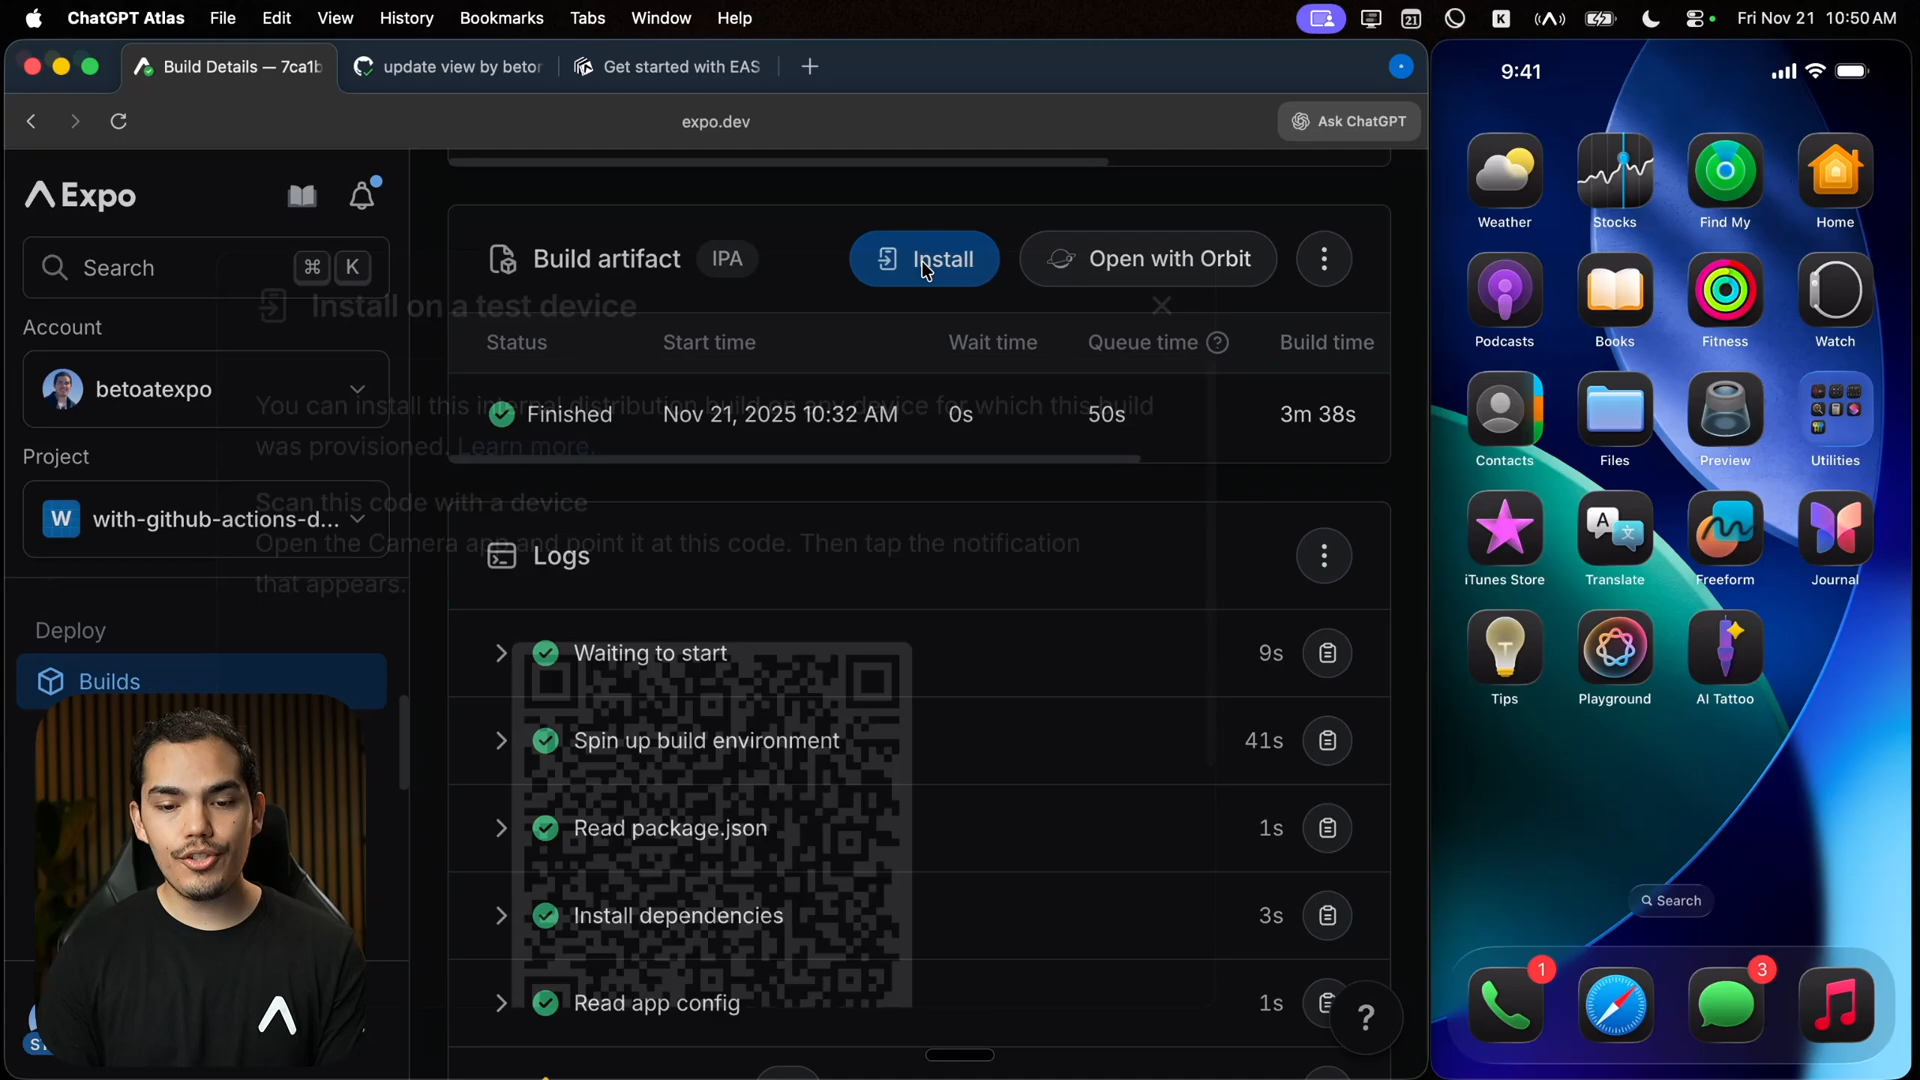 ChatGPT Atlas File Edit View History Bookmarks Tabs Window Help
21 K Fri Nov 21 10:50 AM
Build Details — 7ca1b
update view by beto
Get started with EAS
expo.dev
Ask ChatGPT
Expo
Search ⌘ K
Account
betoatexpo
Project
W with-github-actions-d...
Deploy
Builds
Build artifact IPA
Install
Open with Orbit
Install on a test device
Status Start time Wait time Queue time ? Build time
Finished Nov 21, 2025 10:32 AM 0s 50s 3m 38s
You can install this internal distribution build on any device for which this build
was provisioned. Learn more.
Scan this code with a device
Open the Camera app and point it at this code. Then tap the notification
that appears.
Logs
Waiting to start 9s
Spin up build environment 41s
Read package.json 1s
Install dependencies 3s
Read app config 1s
?
9:41
Weather Stocks Find My Home
Podcasts Books Fitness Watch
Contacts Files Preview Utilities
iTunes Store Translate Freeform Journal
Tips Playground AI Tattoo
Search
1 3